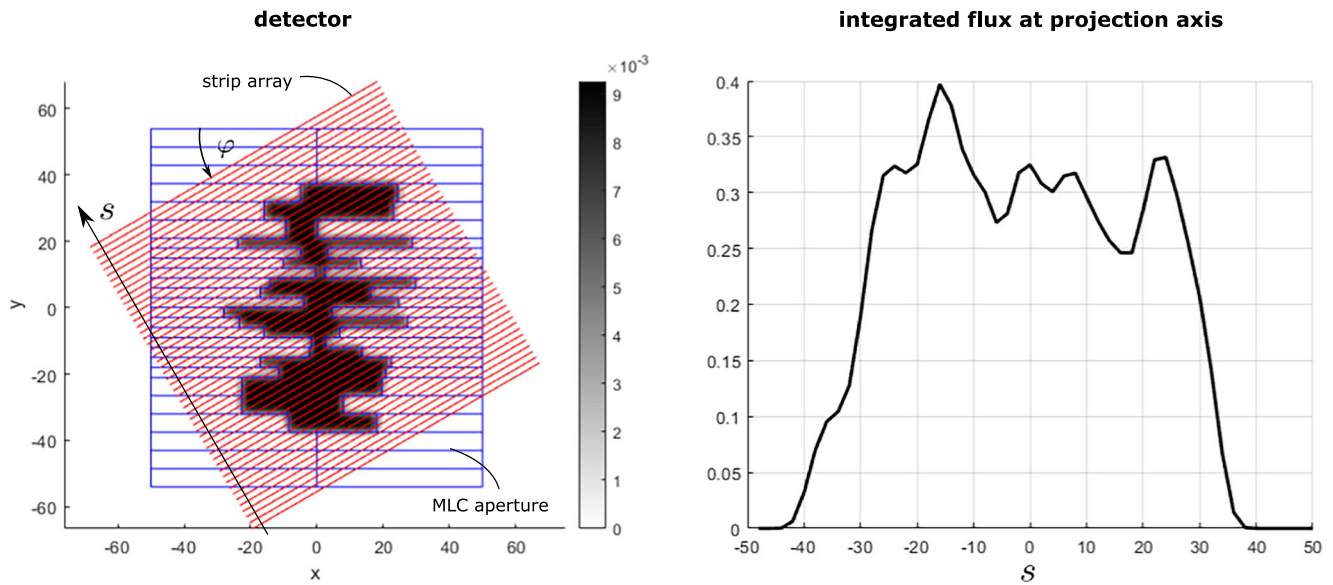 detector
integrated flux at projection axis
strip array
×10⁻³
φ
s
MLC aperture
y
60
40
20
0
-20
-40
-60
-60 -40 -20 0 20 40 60
x
9
8
7
6
5
4
3
2
1
0
0.4
0.35
0.3
0.25
0.2
0.15
0.1
0.05
0
-50 -40 -30 -20 -10 0 10 20 30 40 50
s